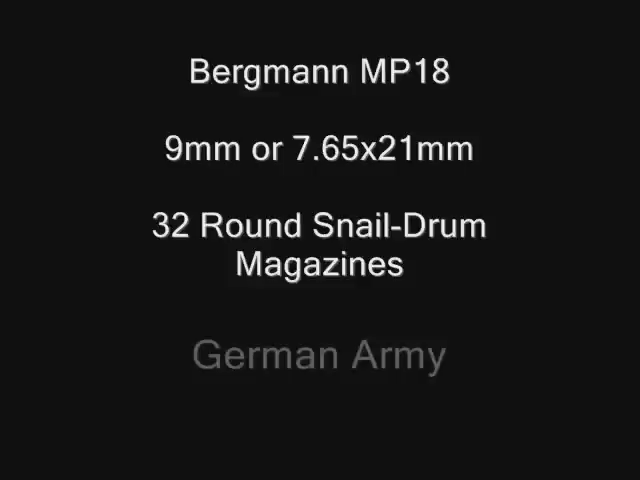 Bergmann MP18
9mm or 7.65x21mm
32 Round Snail-Drum
Magazines
German Army